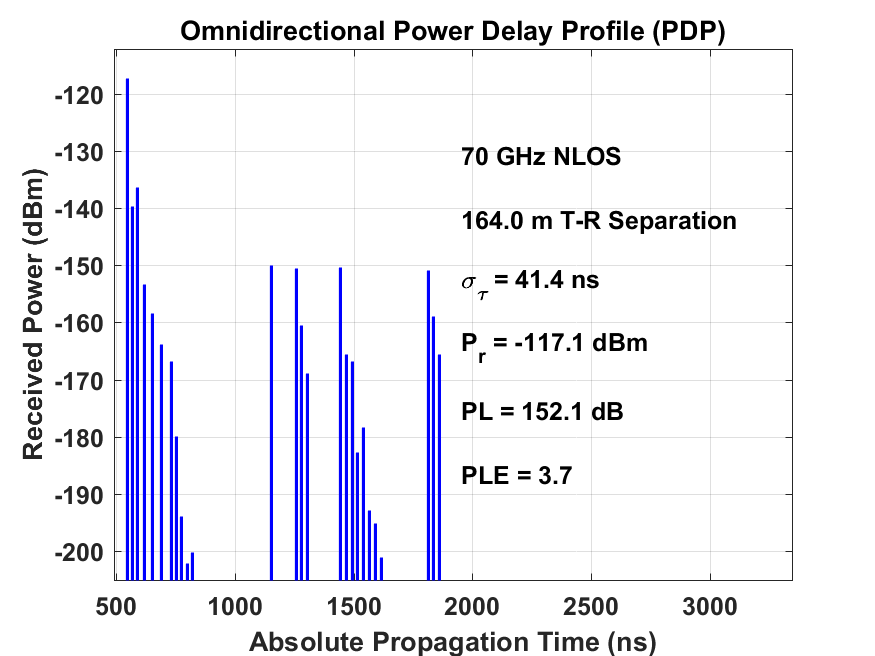 Omnidirectional Power Delay Profile (PDP)
Received Power (dBm)
-120
-130
-140
-150
-160
-170
-180
-190
-200
70 GHz NLOS
164.0 m T-R Separation
σ_τ = 41.4 ns
P_r = -117.1 dBm
PL = 152.1 dB
PLE = 3.7
500 1000 1500 2000 2500 3000
Absolute Propagation Time (ns)